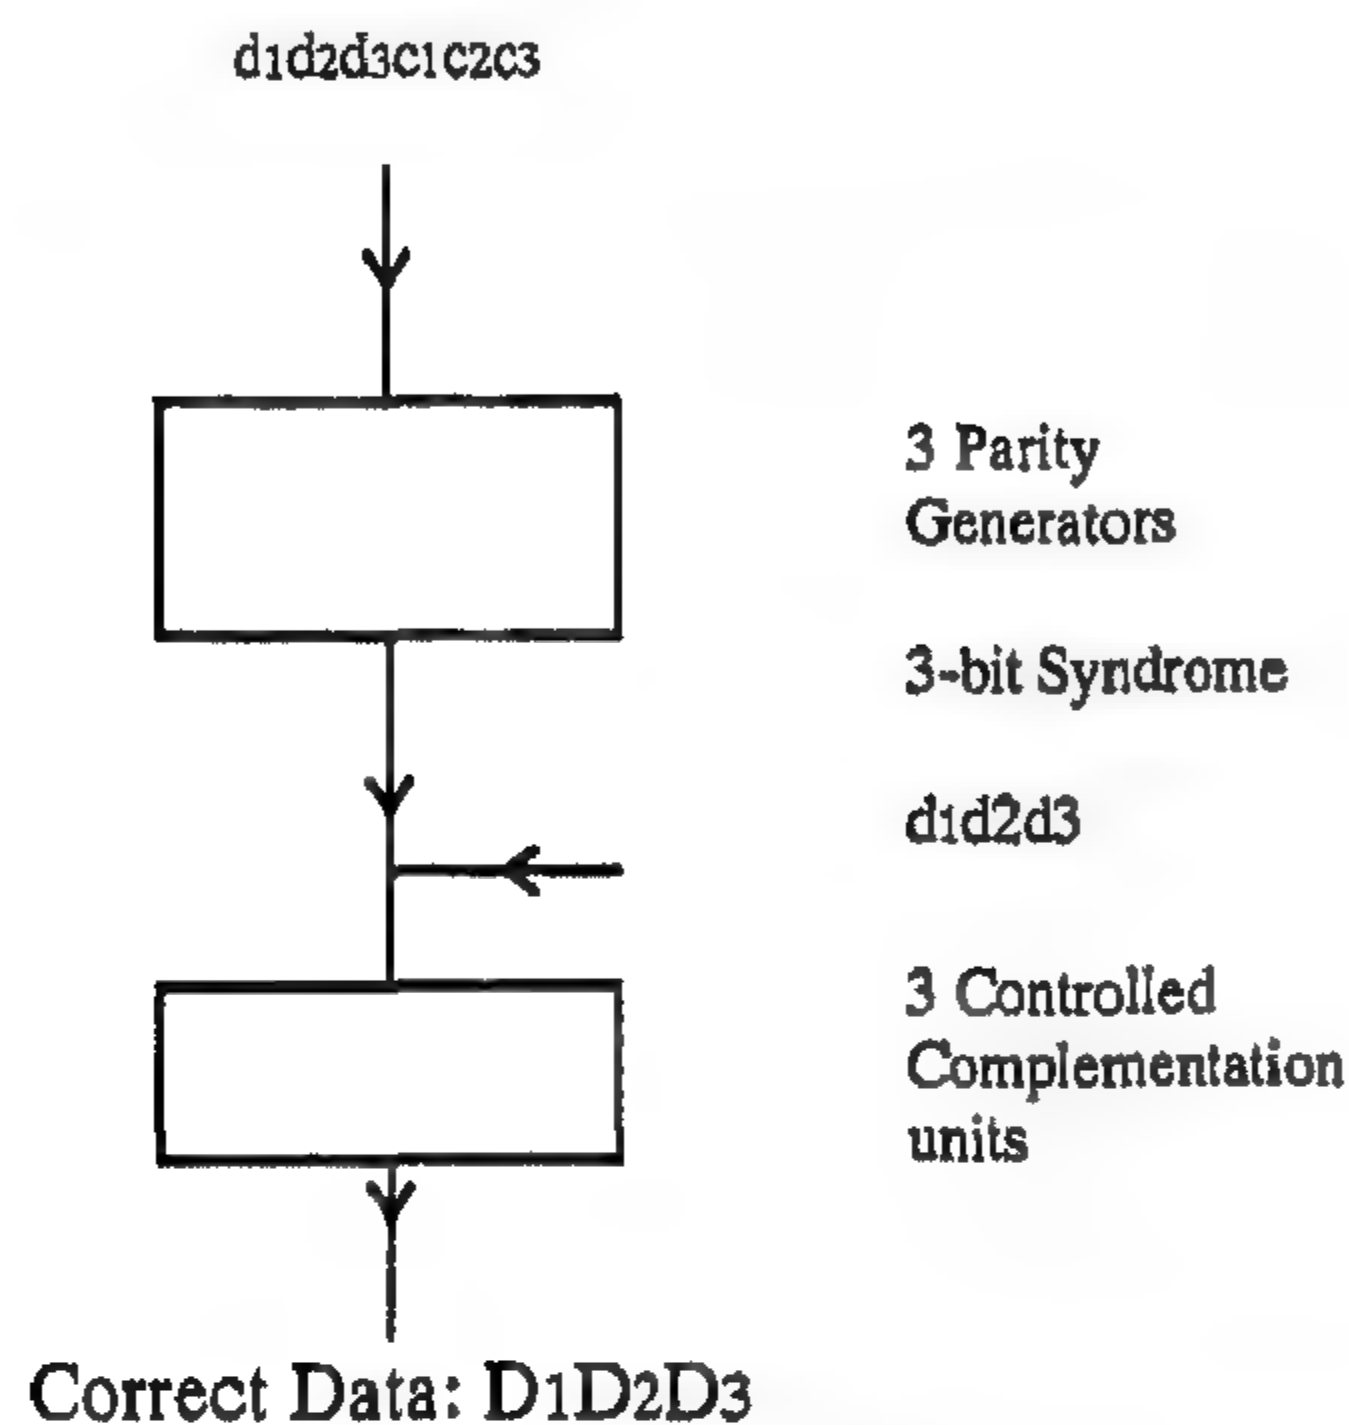 d1d2d3c1c2c3
3 Parity
Generators
3-bit Syndrome
d1d2d3
3 Controlled
Complementation
units
Correct Data: D1D2D3